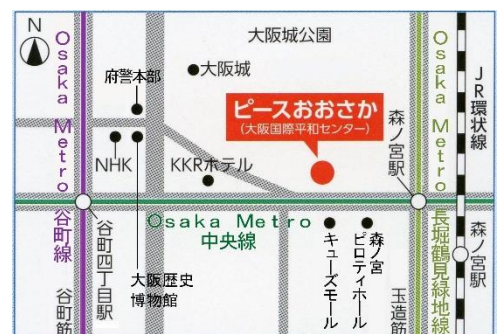 N
大阪城公園
Osaka Metro 谷町線
府警本部
大阪城
ピースおおさか
(大阪国際平和センター)
森ノ宮駅
Osaka Metro 長堀鶴見緑地線
JR環状線
NHK
KKRホテル
Osaka Metro
中央線
谷町四丁目駅
谷町筋
大阪歴史
博物館
キューズモール
森ノ宮
ピロティホール
玉造筋
森ノ宮駅